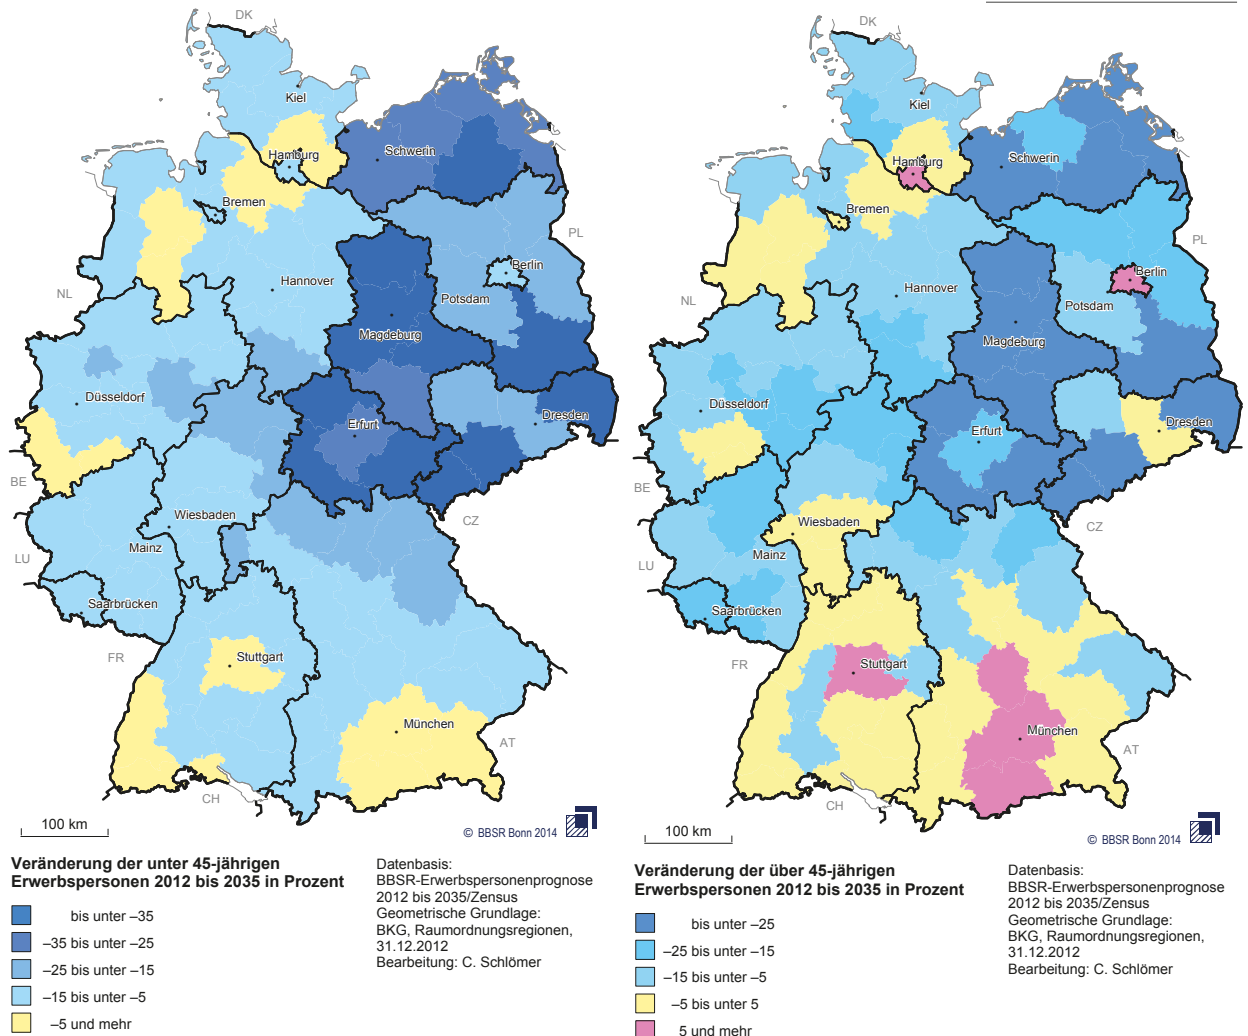 DK
Kiel
Hamburg
Schwerin
Bremen
PL
Berlin
NL
Hannover
Potsdam
Magdeburg
Düsseldorf
Dresden
Erfurt
BE
Wiesbaden
CZ
Mainz
LU
Saarbrücken
FR
Stuttgart
München
AT
CH
100 km
© BBSR Bonn 2014
Veränderung der unter 45-jährigen
Erwerbspersonen 2012 bis 2035 in Prozent
bis unter –35
–35 bis unter –25
–25 bis unter –15
–15 bis unter –5
–5 und mehr
Datenbasis:
BBSR-Erwerbspersonenprognose
2012 bis 2035/Zensus
Geometrische Grundlage:
BKG, Raumordnungsregionen,
31.12.2012
Bearbeitung: C. Schlömer
DK
Kiel
Hamburg
Schwerin
Bremen
PL
Berlin
NL
Hannover
Potsdam
Magdeburg
Düsseldorf
Dresden
Erfurt
BE
Wiesbaden
CZ
Mainz
LU
Saarbrücken
FR
Stuttgart
München
AT
CH
100 km
© BBSR Bonn 2014
Veränderung der über 45-jährigen
Erwerbspersonen 2012 bis 2035 in Prozent
bis unter –25
–25 bis unter –15
–15 bis unter –5
–5 bis unter 5
5 und mehr
Datenbasis:
BBSR-Erwerbspersonenprognose
2012 bis 2035/Zensus
Geometrische Grundlage:
BKG, Raumordnungsregionen,
31.12.2012
Bearbeitung: C. Schlömer